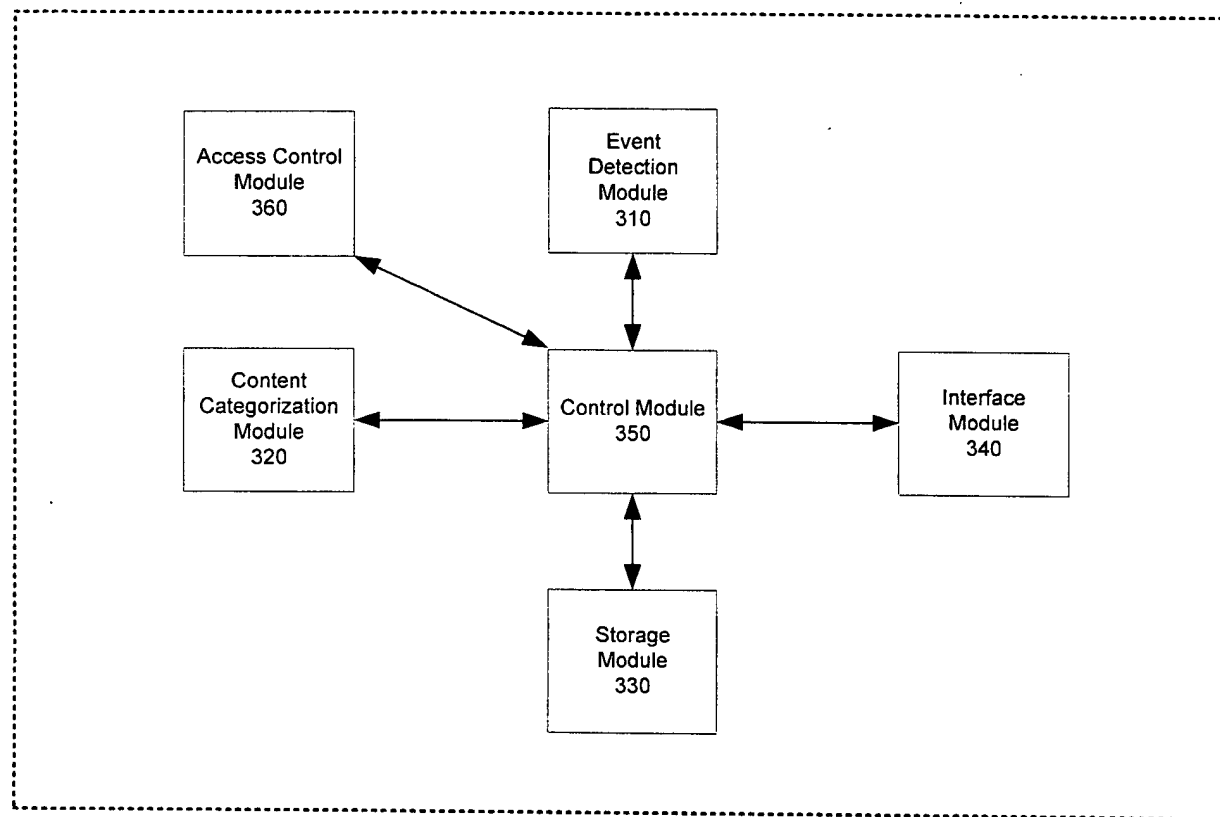 Access Control
Module
360
Event
Detection
Module
310
Content
Categorization
Module
320
Control Module
350
Interface
Module
340
Storage
Module
330